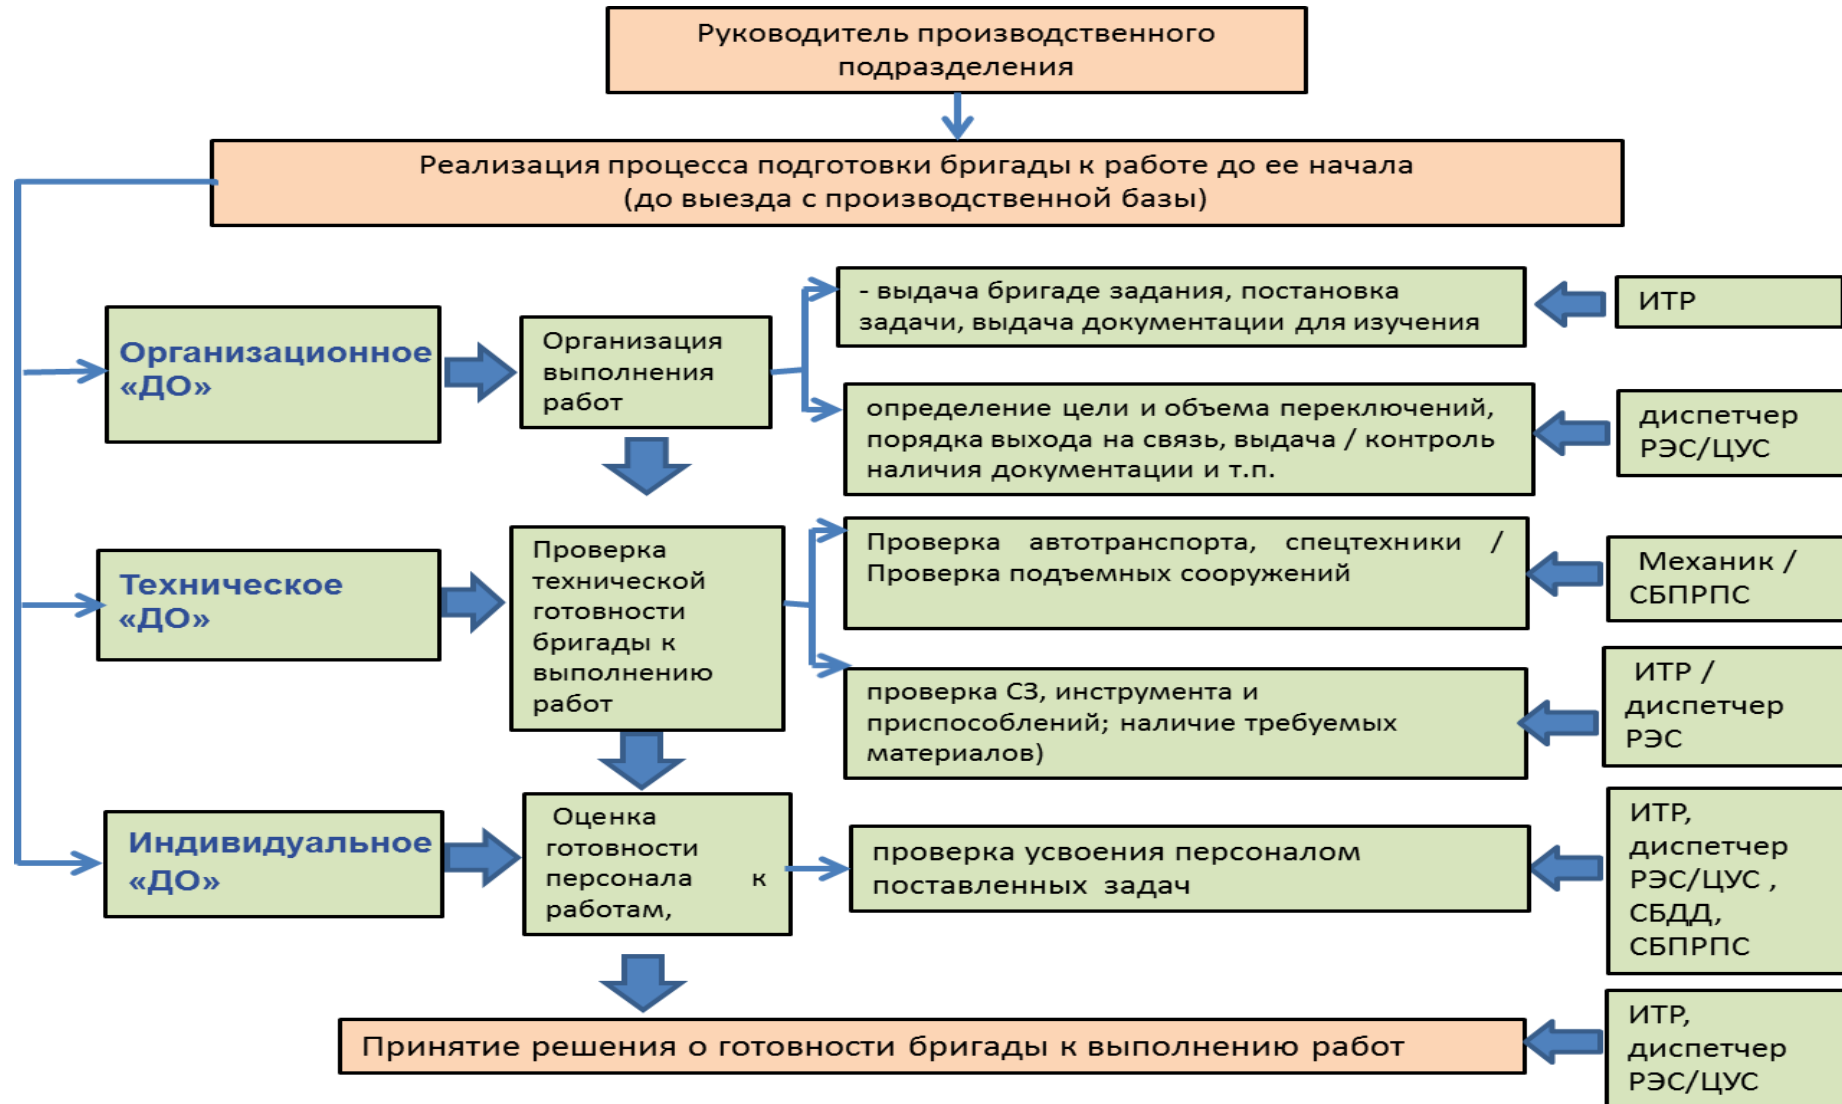 Руководитель производственного
подразделения
Реализация процесса подготовки бригады к работе до ее начала
(до выезда с производственной базы)
Организационное
«ДО»
Организация
выполнения
работ
- выдача бригаде задания, постановка
задачи, выдача документации для изучения
ИТР
определение цели и объема переключений,
порядка выхода на связь, выдача / контроль
наличия документации и т.п.
диспетчер
РЭС/ЦУС
Техническое
«ДО»
Проверка
технической
готовности
бригады к
выполнению
работ
Проверка автотранспорта, спецтехники /
Проверка подъемных сооружений
Механик /
СБПРПС
проверка СЗ, инструмента и
приспособлений; наличие требуемых
материалов)
ИТР /
диспетчер
РЭС
Индивидуальное
«ДО»
Оценка
готовности
персонала к
работам,
проверка усвоения персоналом
поставленных задач
ИТР,
диспетчер
РЭС/ЦУС ,
СБДД,
СБПРПС
Принятие решения о готовности бригады к выполнению работ
ИТР,
диспетчер
РЭС/ЦУС